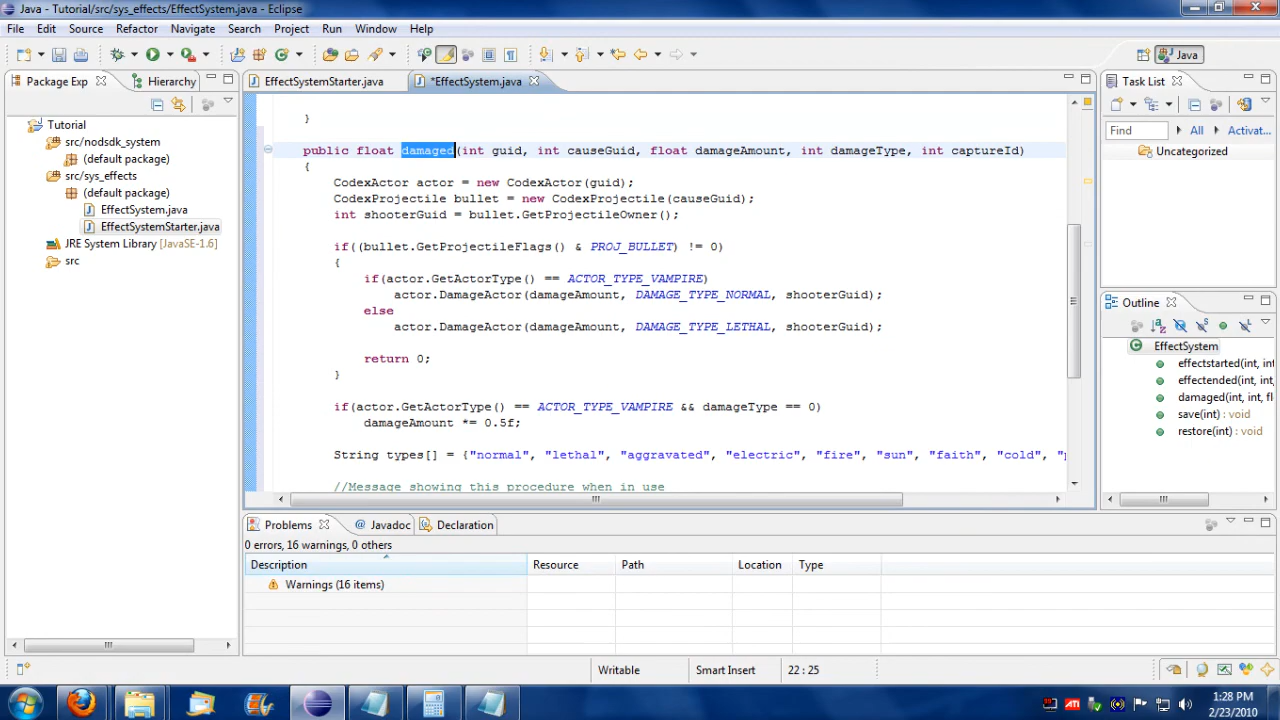 Java - Tutorial/src/sys_effects/EffectSystem.java - Eclipse
File Edit Source Refactor Navigate Search Project Run Window Help
Java
Package Exp Hierarchy
EffectSystemStarter.java *EffectSystem.java
Task List
Tutorial
src/nodsdk_system
(default package)
src/sys_effects
(default package)
EffectSystem.java
EffectSystemStarter.java
JRE System Library [JavaSE-1.6]
src
}
public float damaged(int guid, int causeGuid, float damageAmount, int damageType, int captureId)
{
CodexActor actor = new CodexActor(guid);
CodexProjectile bullet = new CodexProjectile(causeGuid);
int shooterGuid = bullet.GetProjectileOwner();
if((bullet.GetProjectileFlags() & PROJ_BULLET) != 0)
{
if(actor.GetActorType() == ACTOR_TYPE_VAMPIRE)
actor.DamageActor(damageAmount, DAMAGE_TYPE_NORMAL, shooterGuid);
else
actor.DamageActor(damageAmount, DAMAGE_TYPE_LETHAL, shooterGuid);
return 0;
}
if(actor.GetActorType() == ACTOR_TYPE_VAMPIRE && damageType == 0)
damageAmount *= 0.5f;
String types[] = {"normal", "lethal", "aggravated", "electric", "fire", "sun", "faith", "cold", "
//Message showing this procedure when in use
Find All Activat
Uncategorized
Outline
EffectSystem
effectstarted(int, int
effectended(int, int,
damaged(int, int, fl
save(int) : void
restore(int) : void
Problems @ Javadoc Declaration
0 errors, 16 warnings, 0 others
Description Resource Path Location Type
Warnings (16 items)
Writable Smart Insert 22 : 25
1:28 PM
2/23/2010